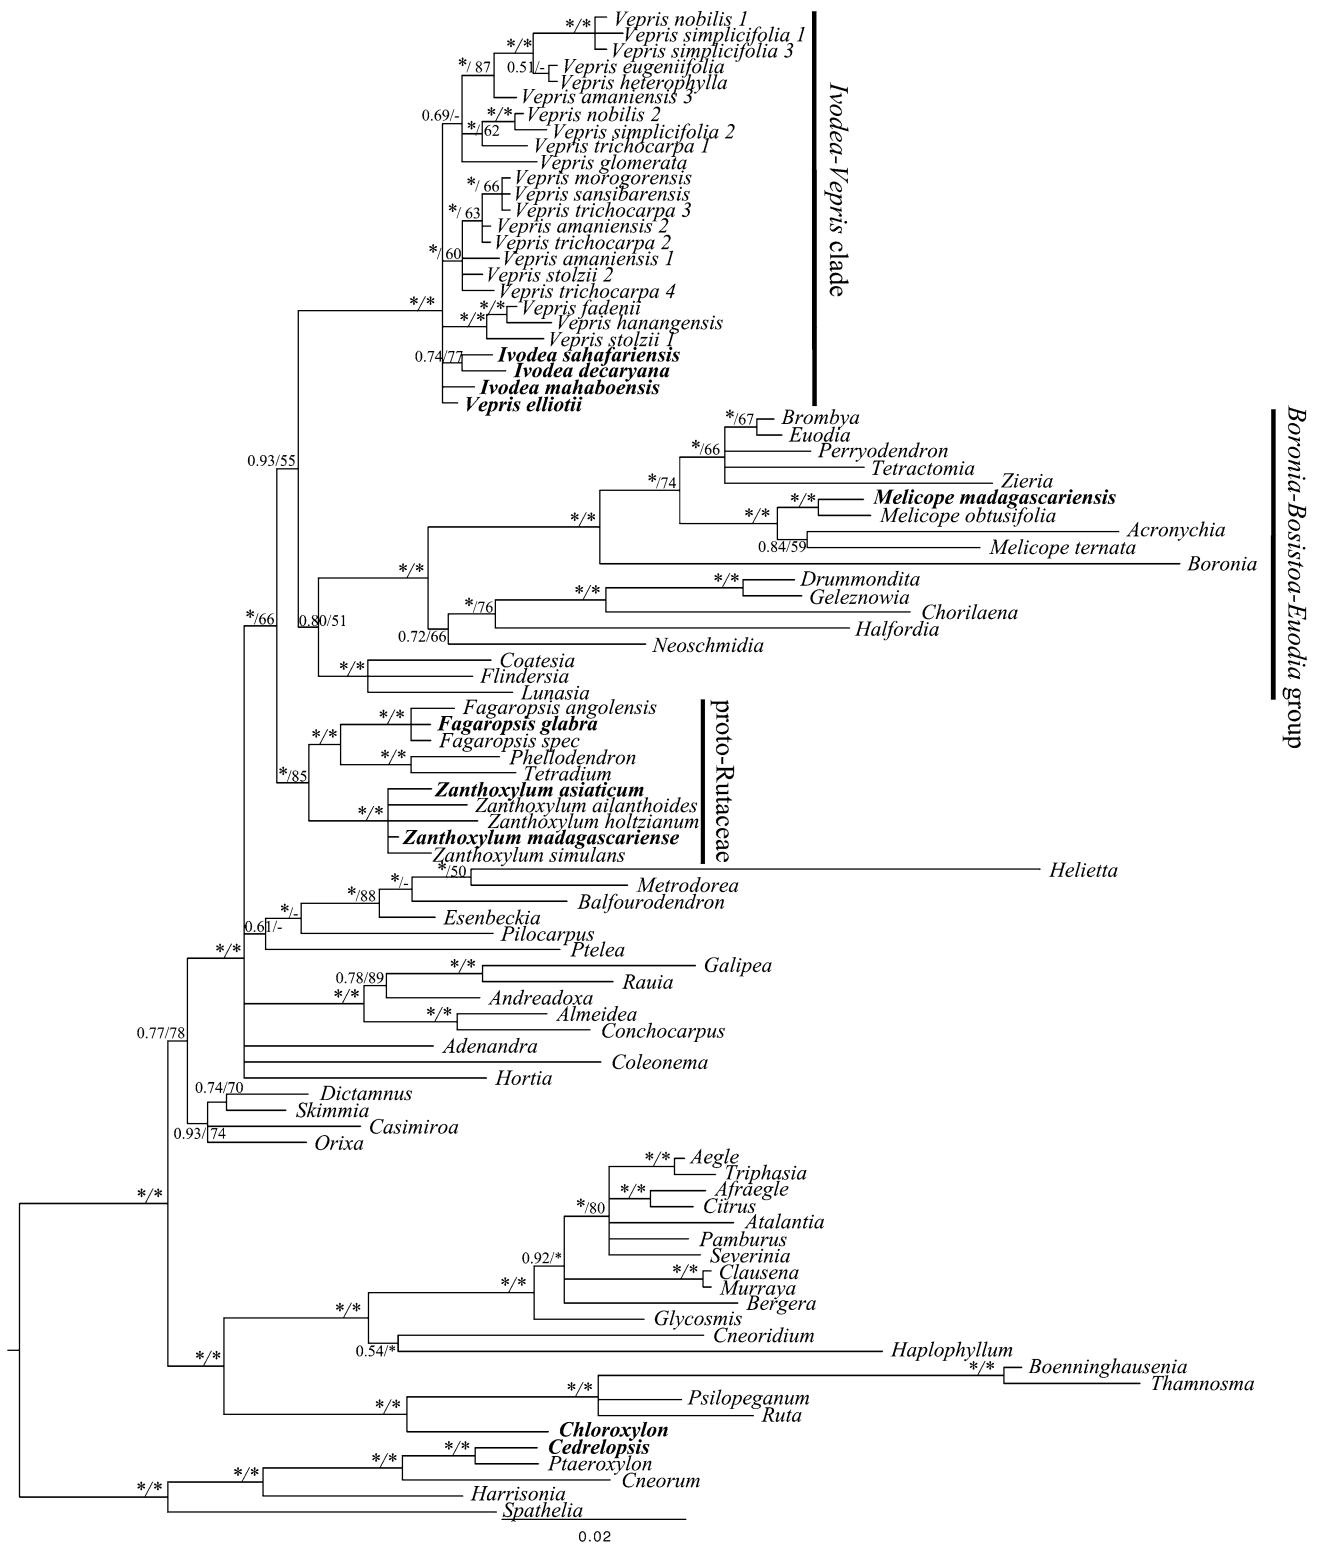 Vepris nobilis 1
*/*
Vepris simplicifolia 1
*/*
Vepris simplicifolia 3
*/ 87
0.51/-
Vepris eugeniifolia
Vepris heterophylla
Vepris amaniensis 3
0.69/-
*/*
Vepris nobilis 2
*/ 62
Vepris simplicifolia 2
Vepris trichocarpa 1
Vepris glomerata
*/ 66
Vepris morogorensis
Vepris sansibarensis
*/ 63
Vepris trichocarpa 3
Vepris amaniensis 2
Vepris trichocarpa 2
*/ 60
Vepris amaniensis 1
Vepris stolzii 2
Vepris trichocarpa 4
*/*
*/*
Vepris fadenii
*/*
Vepris hanangensis
Vepris stolzii 1
0.74/77
Ivodea sahafariensis
Ivodea decaryana
Ivodea mahaboensis
Vepris elliotii
Ivodea-Vepris clade
*/67
Brombya
Euodia
*/66
Perryodendron
0.93/55
Tetractomia
*/74
Zieria
*/*
Melicope madagascariensis
*/*
*/*
Melicope obtusifolia
Acronychia
0.84/59
Melicope ternata
Boronia
*/*
*/*
Drummondita
*/*
Geleznowia
*/76
Chorilaena
*/66
0.80/51
Halfordia
0.72/66
Neoschmidia
*/*
Coatesia
Flindersia
Lunasia
Boronia-Bosistoa-Euodia group
Fagaropsis angolensis
*/*
Fagaropsis glabra
*/*
Fagaropsis spec
*/*
Phellodendron
*/85
Tetradium
Zanthoxylum asiaticum
Zanthoxylum ailanthoides
*/*
Zanthoxylum holtzianum
Zanthoxylum madagascariense
Zanthoxylum simulans
proto-Rutaceae
*/50
Helietta
*/-
Metrodorea
*/88
Balfourodendron
*/-
Esenbeckia
0.61/-
Pilocarpus
*/*
Ptelea
*/*
Galipea
0.78/89
Rauia
*/*
Andreadoxa
*/*
Almeidea
Conchocarpus
0.77/78
Adenandra
Coleonema
Hortia
0.74/70
Dictamnus
Skimmia
0.93/ 74
Casimiroa
Orixa
*/*
Aegle
Triphasia
*/*
*/*
Afraegle
*/80
Citrus
Atalantia
Pamburus
0.92/*
Severinia
*/*
Clausena
*/*
Murraya
Bergera
*/*
Glycosmis
Cneoridium
*/*
0.54/*
Haplophyllum
*/*
Boenninghausenia
*/*
Thamnosma
*/*
Psilopeganum
Ruta
Chloroxylon
*/*
Cedrelopsis
*/*
Ptaeroxylon
*/*
Cneorum
*/*
Harrisonia
Spathelia
0.02